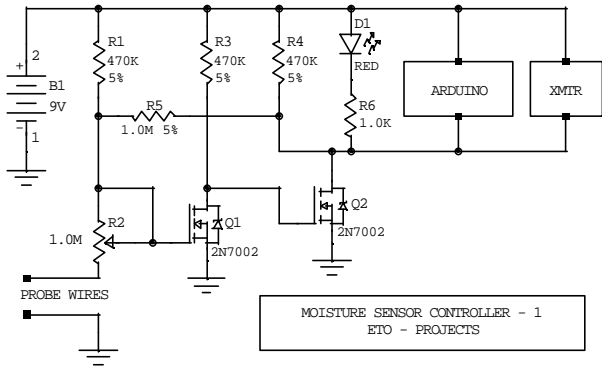 2
+
B1
9V
-
1
R1
470K
5%
R3
470K
5%
R4
470K
5%
D1
RED
R5
1.0M 5%
R6
1.0K
ARDUINO
XMTR
R2
1.0M
Q1
2N7002
Q2
2N7002
PROBE WIRES
MOISTURE SENSOR CONTROLLER - 1
ETO - PROJECTS